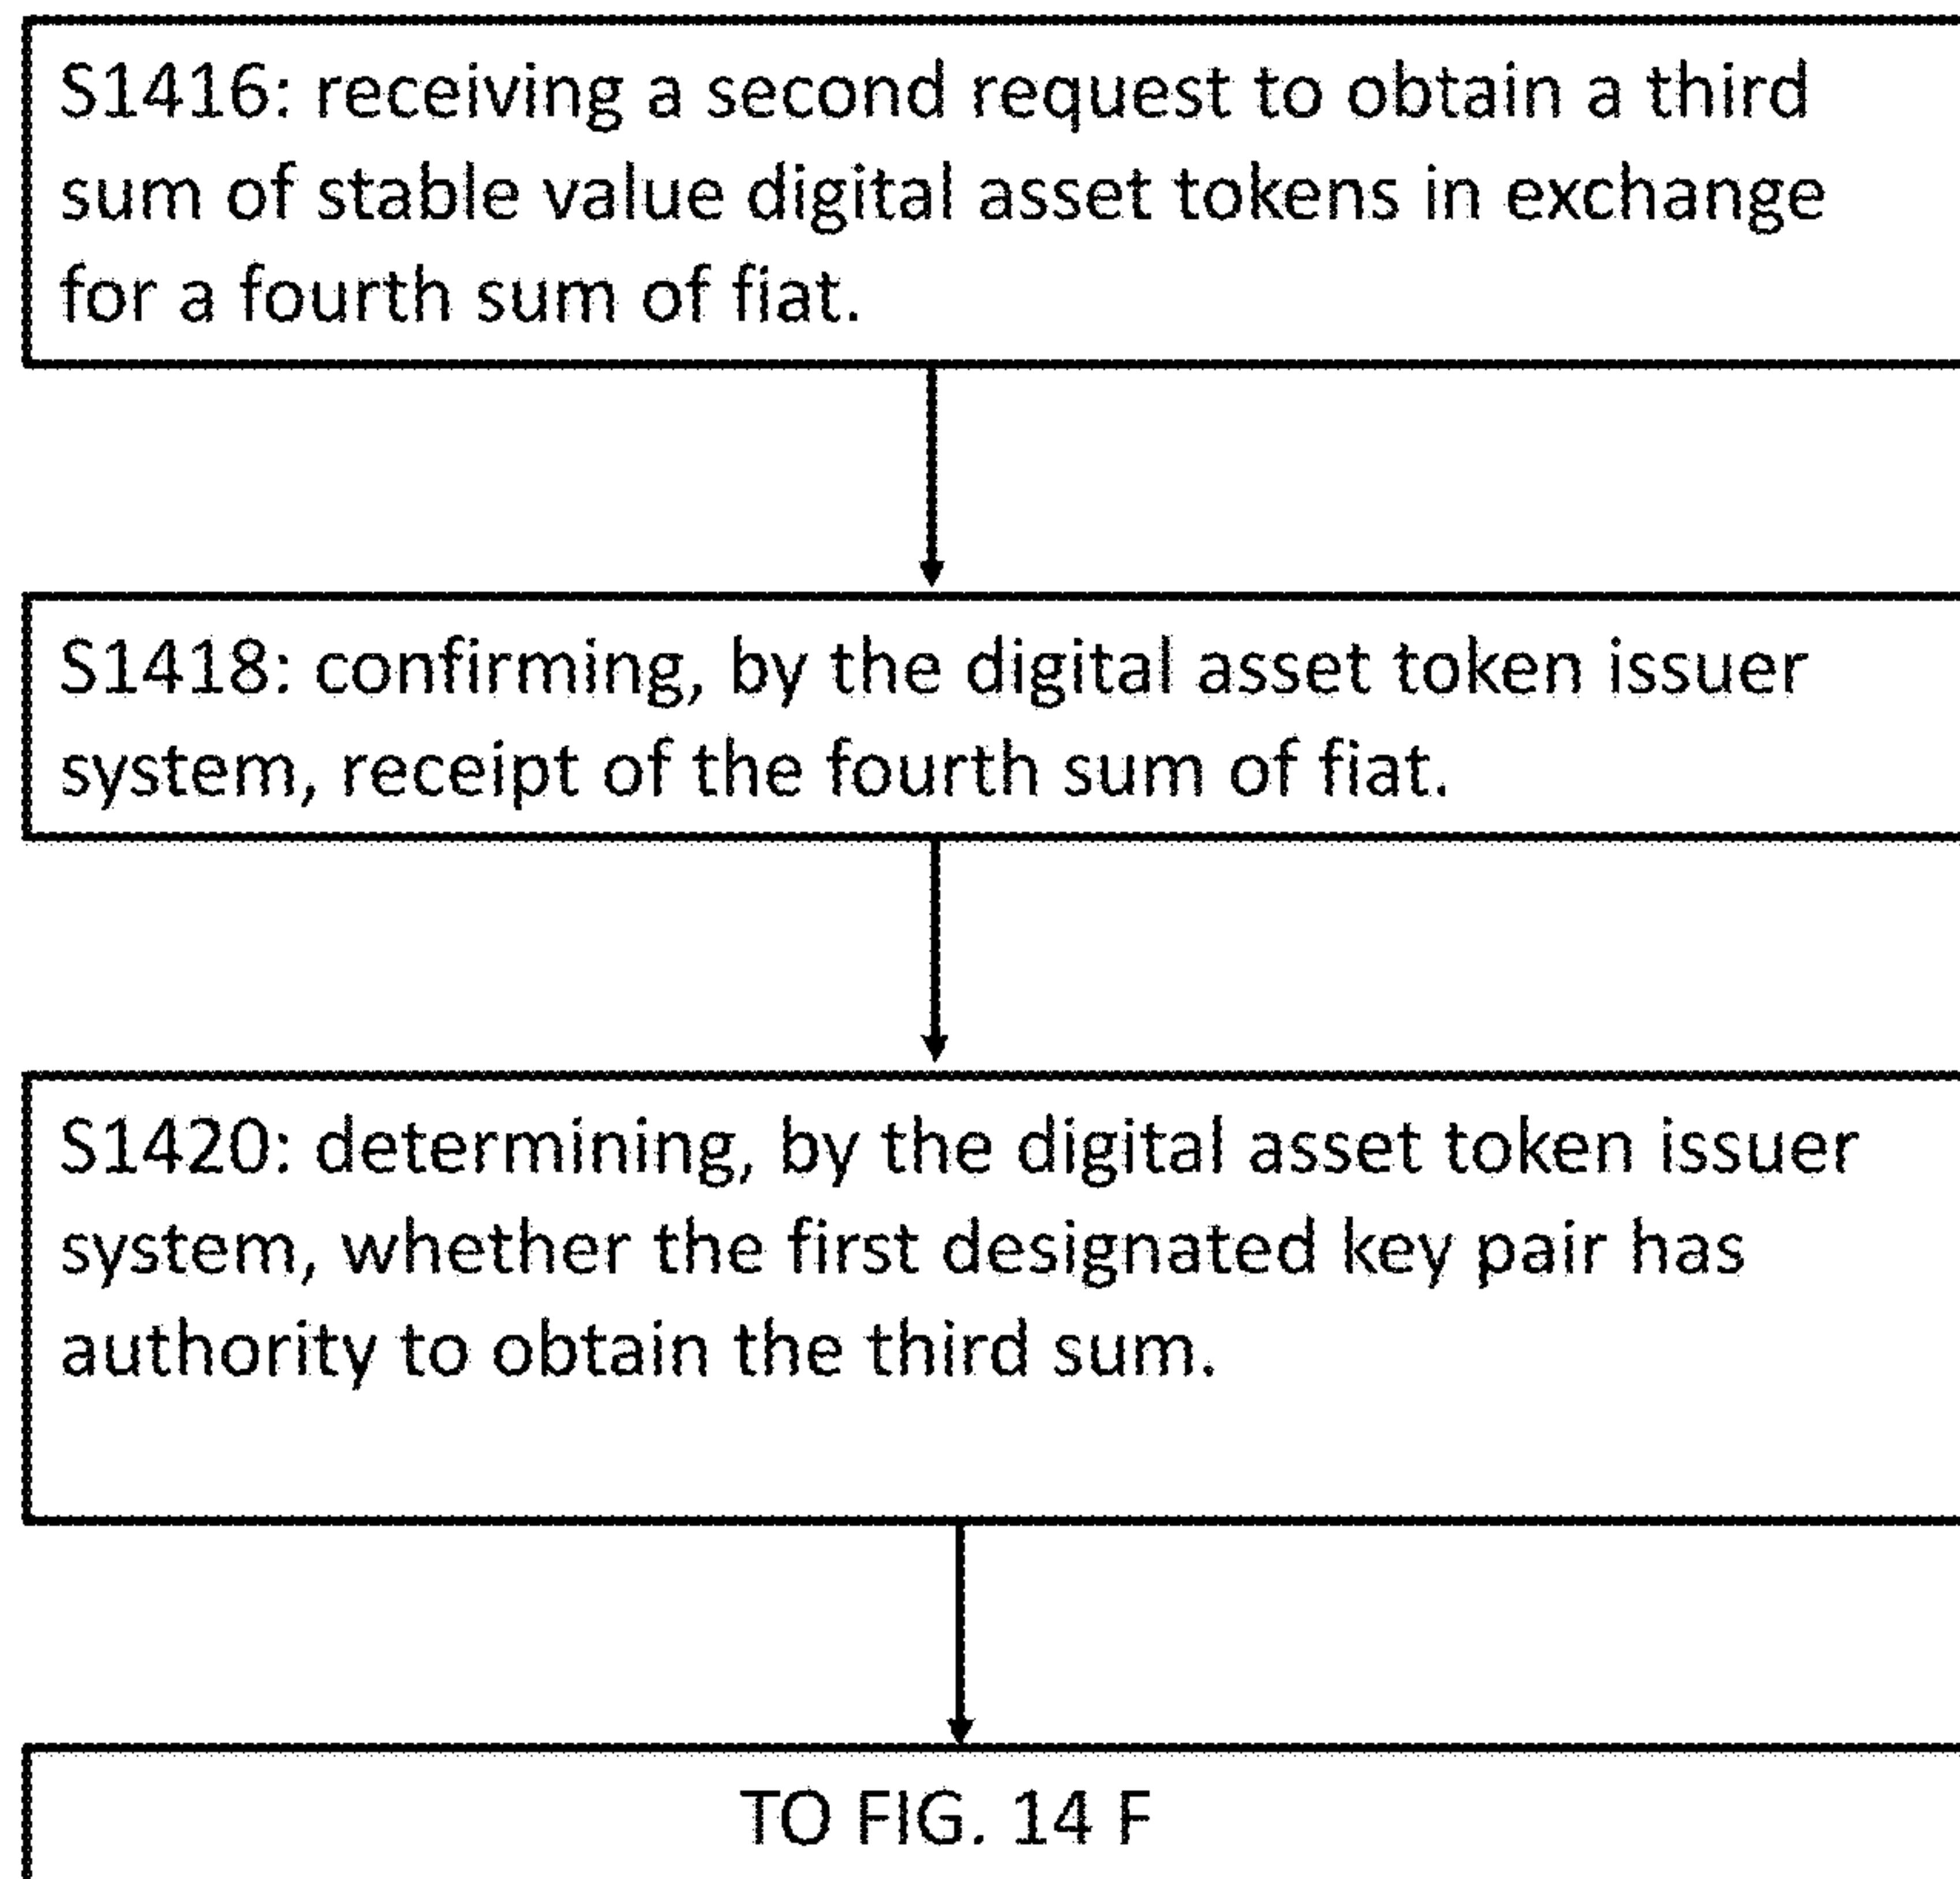 S1416: receiving a second request to obtain a third
sum of stable value digital asset tokens in exchange
for a fourth sum of fiat.
S1418: confirming, by the digital asset token issuer
system, receipt of the fourth sum of fiat.
S1420: determining, by the digital asset token issuer
system, whether the first designated key pair has
authority to obtain the third sum.
TO FIG. 14 F